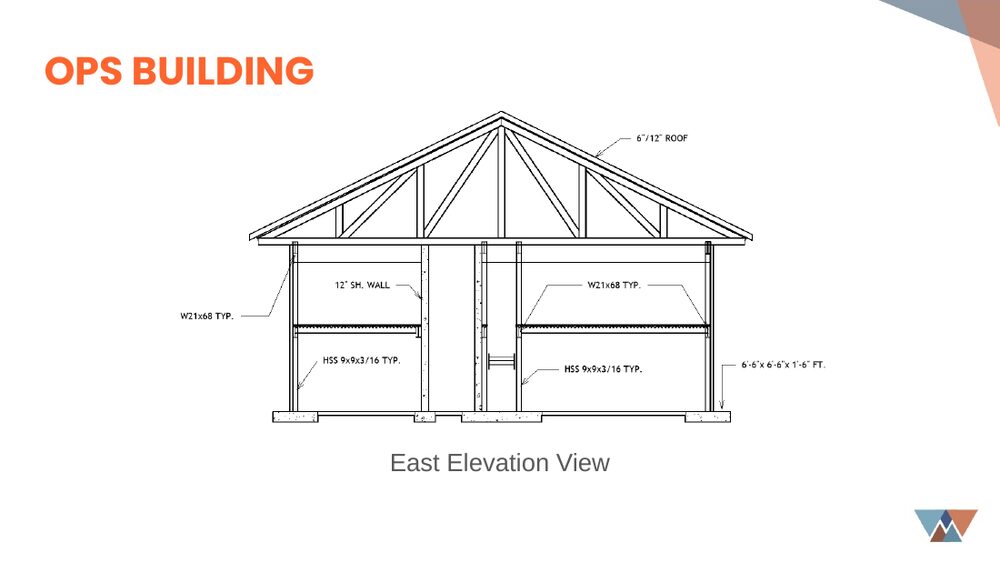 OPS BUILDING
6"/12" ROOF
12" SH. WALL
W21x68 TYP.
W21x68 TYP.
HSS 9x9x3/16 TYP.
HSS 9x9x3/16 TYP.
6'-6"x 6'-6"x 1'-6" FT.
East Elevation View